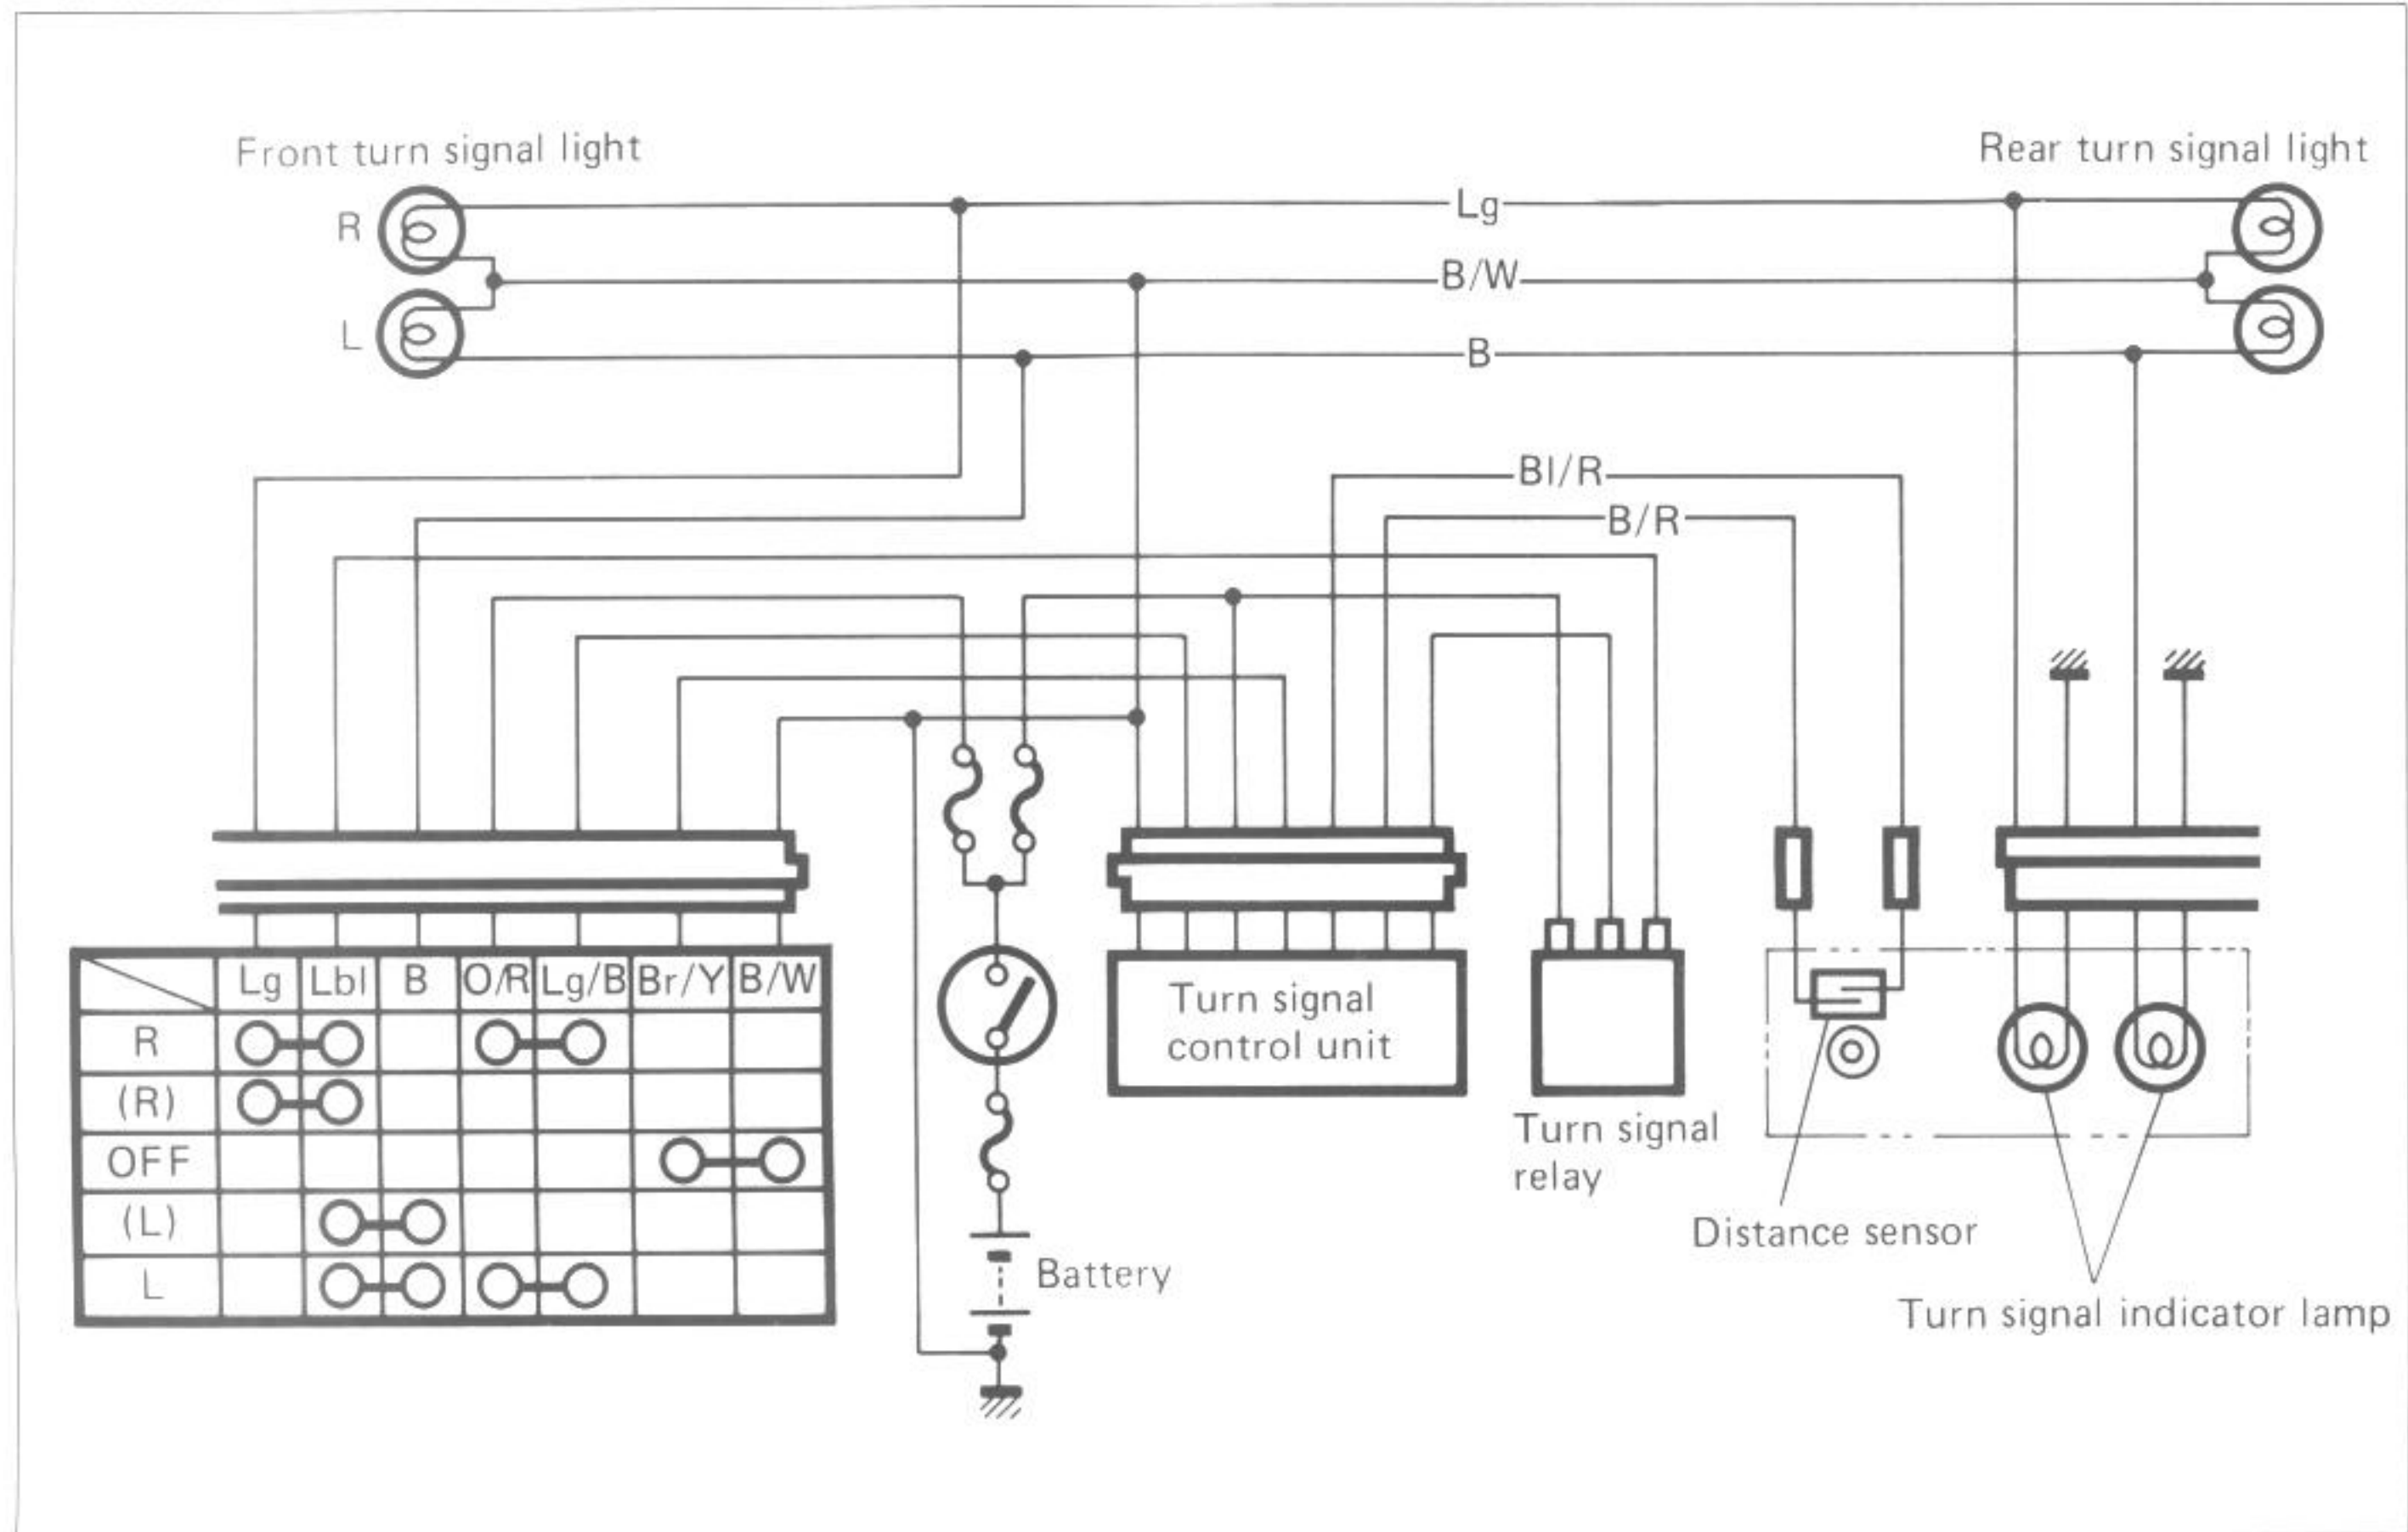 Front turn signal light
Rear turn signal light
R
L
Lg
B/W
B
Bl/R
B/R
Lg Lbl B O/R Lg/B Br/Y B/W
R
(R)
OFF
(L)
L
Turn signal
control unit
Turn signal
relay
Battery
Distance sensor
Turn signal indicator lamp